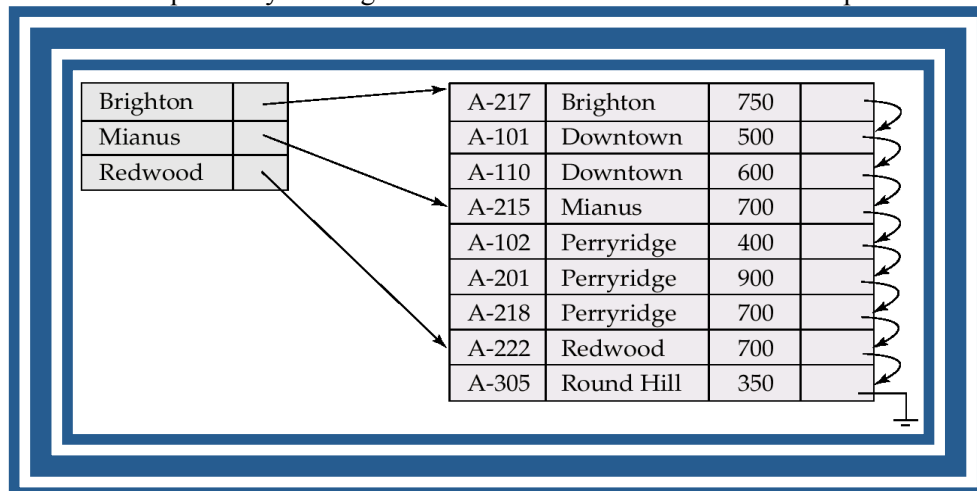 Brighton
Mianus
Redwood
A-217 Brighton 750
A-101 Downtown 500
A-110 Downtown 600
A-215 Mianus 700
A-102 Perryridge 400
A-201 Perryridge 900
A-218 Perryridge 700
A-222 Redwood 700
A-305 Round Hill 350